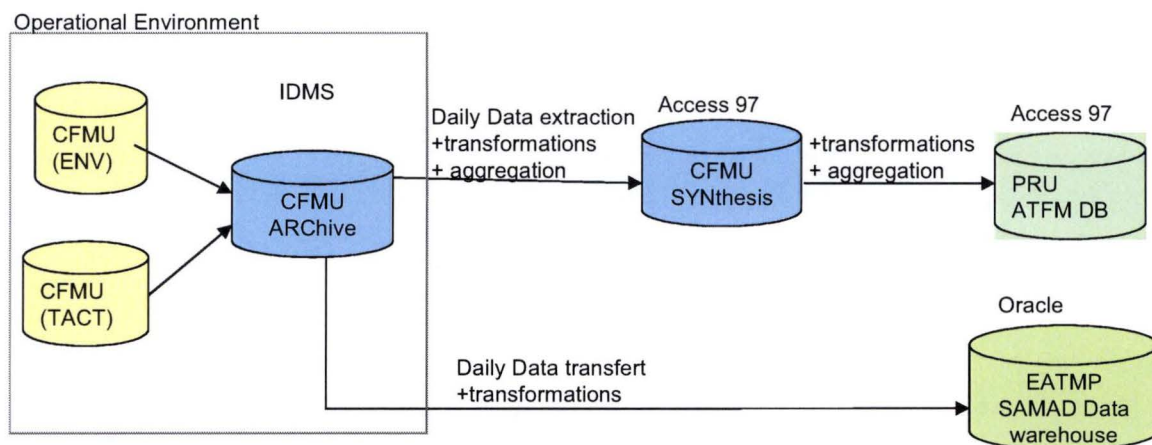 Operational Environment
IDMS
CFMU
(ENV)
CFMU
(TACT)
CFMU
ARChive
Daily Data extraction
+transformations
+ aggregation
Access 97
CFMU
SYNthesis
+transformations
+ aggregation
Access 97
PRU
ATFM DB
Daily Data transfert
+transformations
Oracle
EATMP
SAMAD Data
warehouse